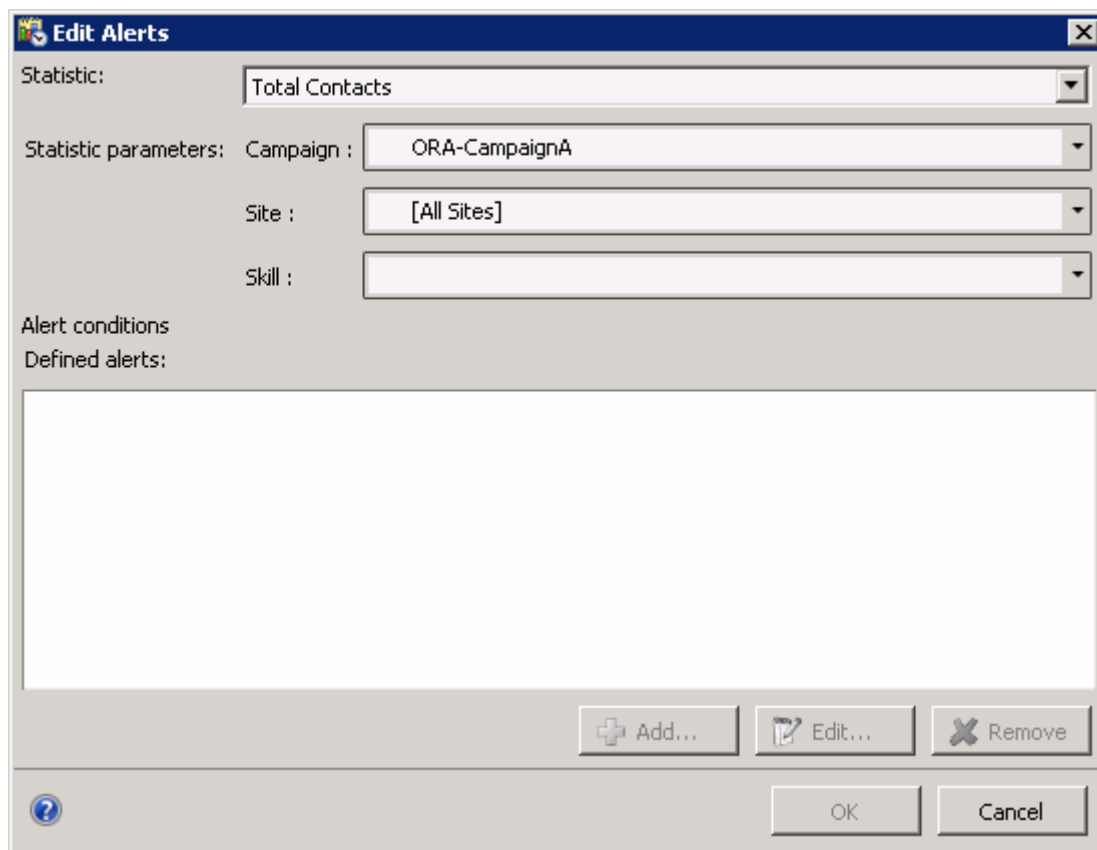 Edit Alerts
Statistic: Total Contacts
Statistic parameters: Campaign : ORA-CampaignA
Site : [All Sites]
Skill :
Alert conditions
Defined alerts:
Add... Edit... Remove
? OK Cancel